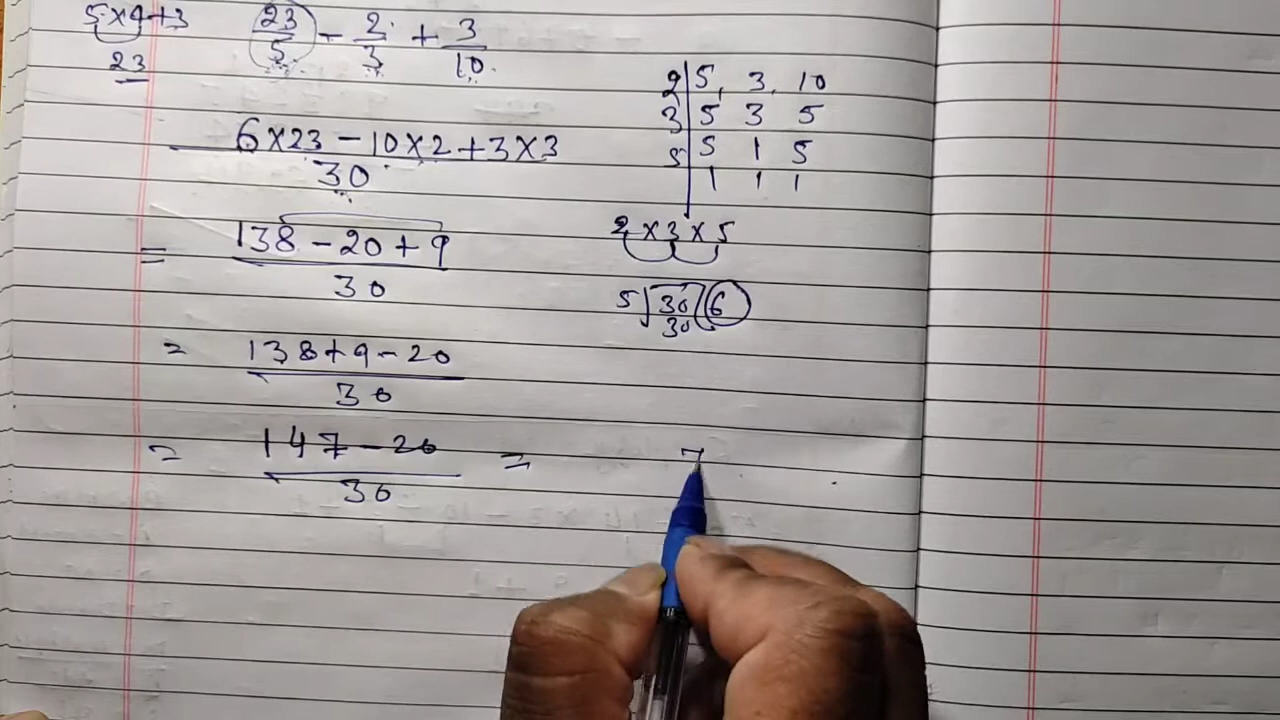 5×4+3
23
23/5 - 2/3 + 3/10
6×23 - 10×2 + 3×3
30
= 138 - 20 + 9
30
= 138+9-20
30
= 147-20 =
30
7
2 | 5, 3, 10
3 | 5 3 5
5 | 5 1 5
1 1 1
2×3×5
5 ) 30 ( 6
30